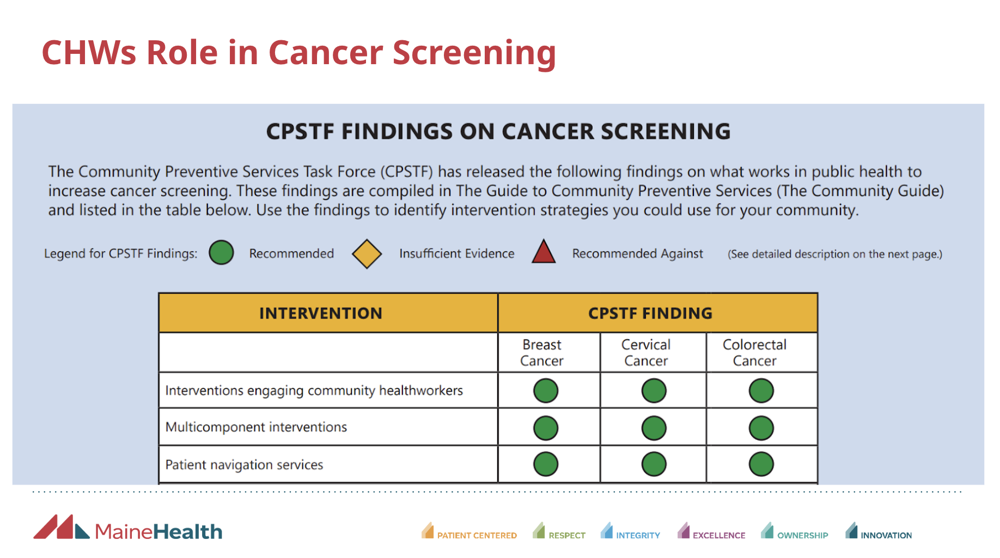 CHWs Role in Cancer Screening
CPSTF FINDINGS ON CANCER SCREENING
The Community Preventive Services Task Force (CPSTF) has released the following findings on what works in public health to
increase cancer screening. These findings are compiled in The Guide to Community Preventive Services (The Community Guide)
and listed in the table below. Use the findings to identify intervention strategies you could use for your community.
Legend for CPSTF Findings: Recommended Insufficient Evidence Recommended Against (See detailed description on the next page.)
INTERVENTION CPSTF FINDING
Breast Cervical Colorectal
Cancer Cancer Cancer
Interventions engaging community healthworkers
Multicomponent interventions
Patient navigation services
MaineHealth PATIENT CENTERED RESPECT INTEGRITY EXCELLENCE OWNERSHIP INNOVATION